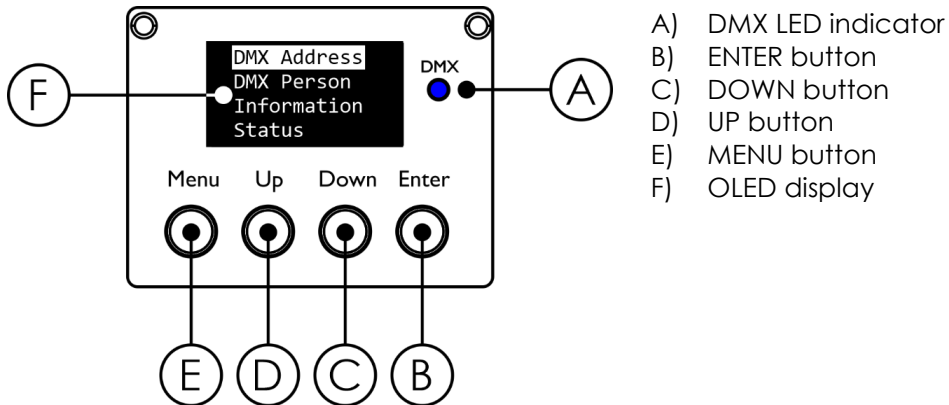 DMX Address
DMX Person
Information
Status
DMX
F
A
Menu Up Down Enter
E D C B
A) DMX LED indicator
B) ENTER button
C) DOWN button
D) UP button
E) MENU button
F) OLED display